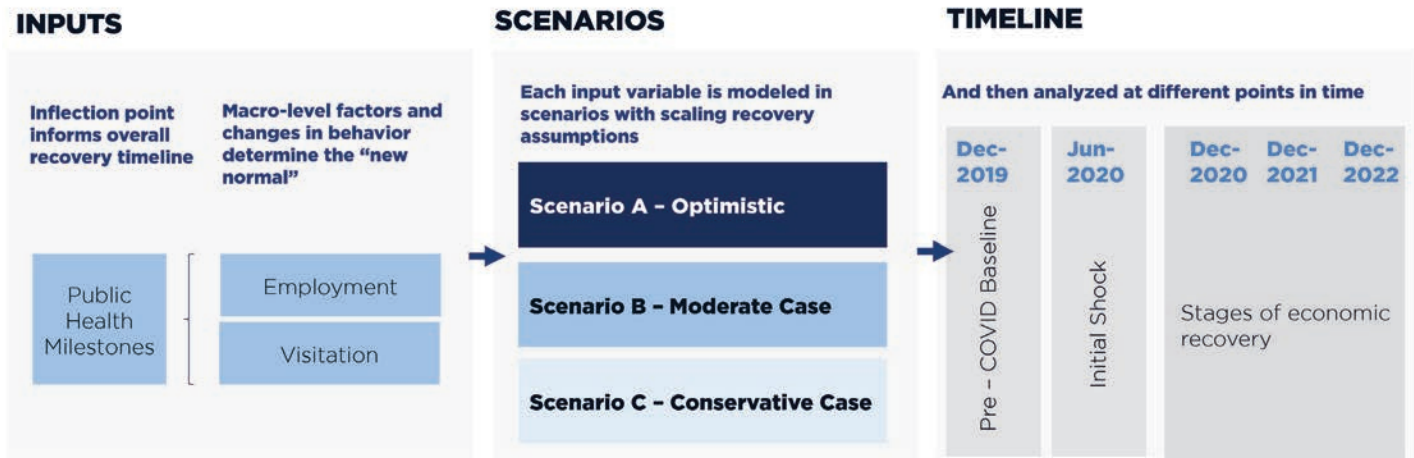 INPUTS
Inflection point
informs overall
recovery timeline
Macro-level factors and
changes in behavior
determine the “new
normal”
Public
Health
Milestones
Employment
Visitation
SCENARIOS
Each input variable is modeled in
scenarios with scaling recovery
assumptions
Scenario A – Optimistic
Scenario B – Moderate Case
Scenario C – Conservative Case
TIMELINE
And then analyzed at different points in time
Dec-
2019
Pre – COVID Baseline
Jun-
2020
Initial Shock
Dec-
2020
Dec-
2021
Dec-
2022
Stages of economic
recovery